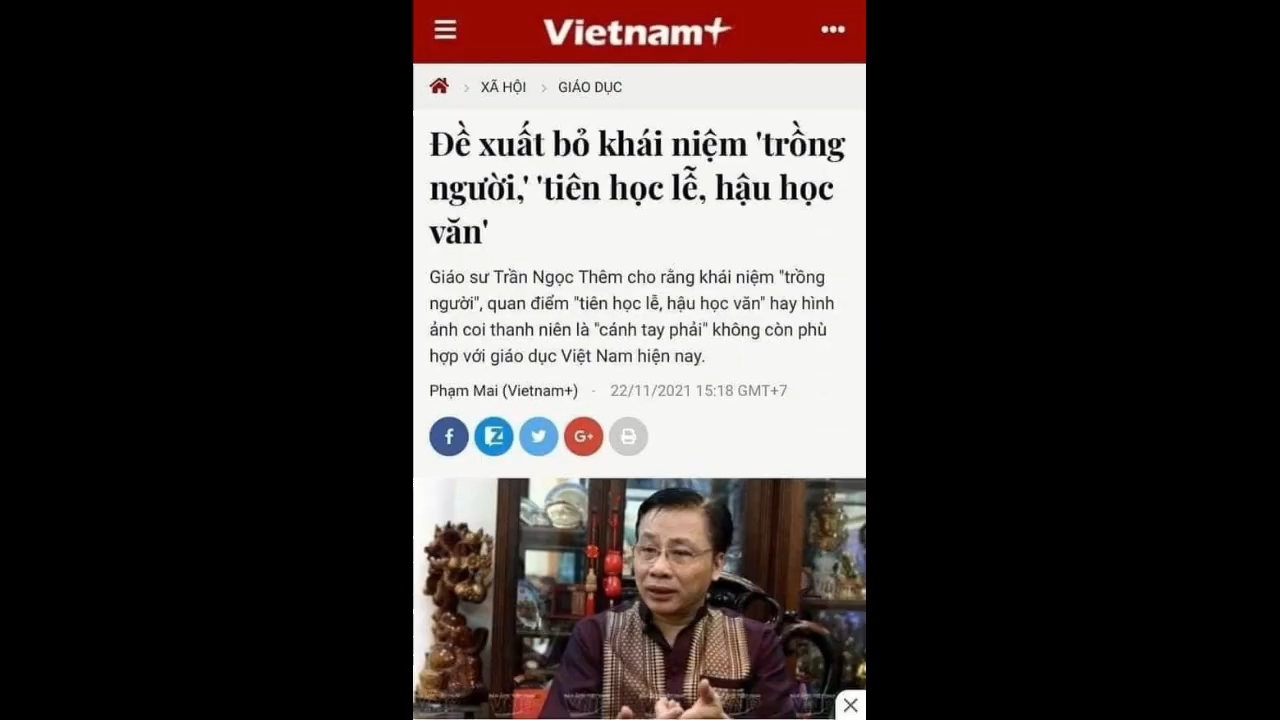 Vietnam+
XÃ HỘI
GIÁO DỤC
Đề xuất bỏ khái niệm 'trồng
người,' 'tiên học lễ, hậu học
văn'
Giáo sư Trần Ngọc Thêm cho rằng khái niệm "trồng
người", quan điểm "tiên học lễ, hậu học văn" hay hình
ảnh coi thanh niên là "cánh tay phải" không còn phù
hợp với giáo dục Việt Nam hiện nay.
Phạm Mai (Vietnam+) - 22/11/2021 15:18 GMT+7